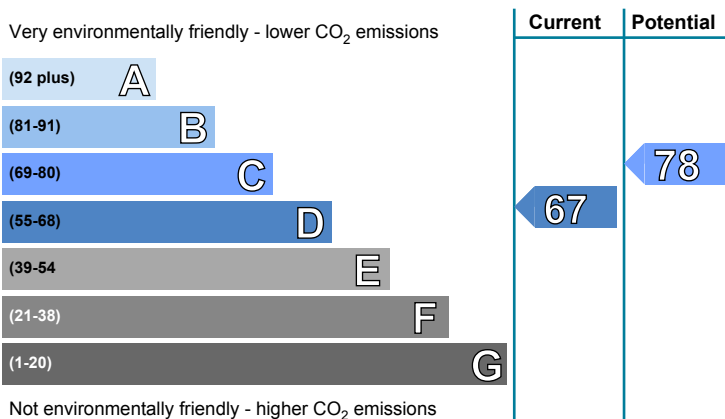 Very environmentally friendly - lower CO2 emissions
Current
Potential
(92 plus) A
(81-91) B
(69-80) C
78
(55-68) D
67
(39-54 E
(21-38) F
(1-20) G
Not environmentally friendly - higher CO2 emissions